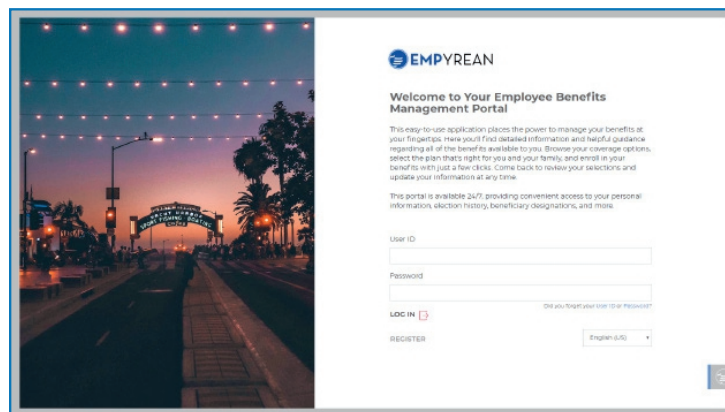 YACHT HARBOR
SPORT FISHING BOATING
EMPYREAN
Welcome to Your Employee Benefits
Management Portal
This easy-to-use application places the power to manage your benefits at
your fingertips. Here you'll find detailed information and helpful guidance
regarding all of the benefits available to you. Browse your coverage options,
select the plan that's right for you and your family, and enroll in your
benefits with just a few clicks. Come back to review your selections and
update your information at any time.
This portal is available 24/7, providing convenient access to your personal
information, election history, beneficiary designations, and more.
User ID
Password
Did you forget your User ID or Password?
LOG IN
REGISTER
English (US)